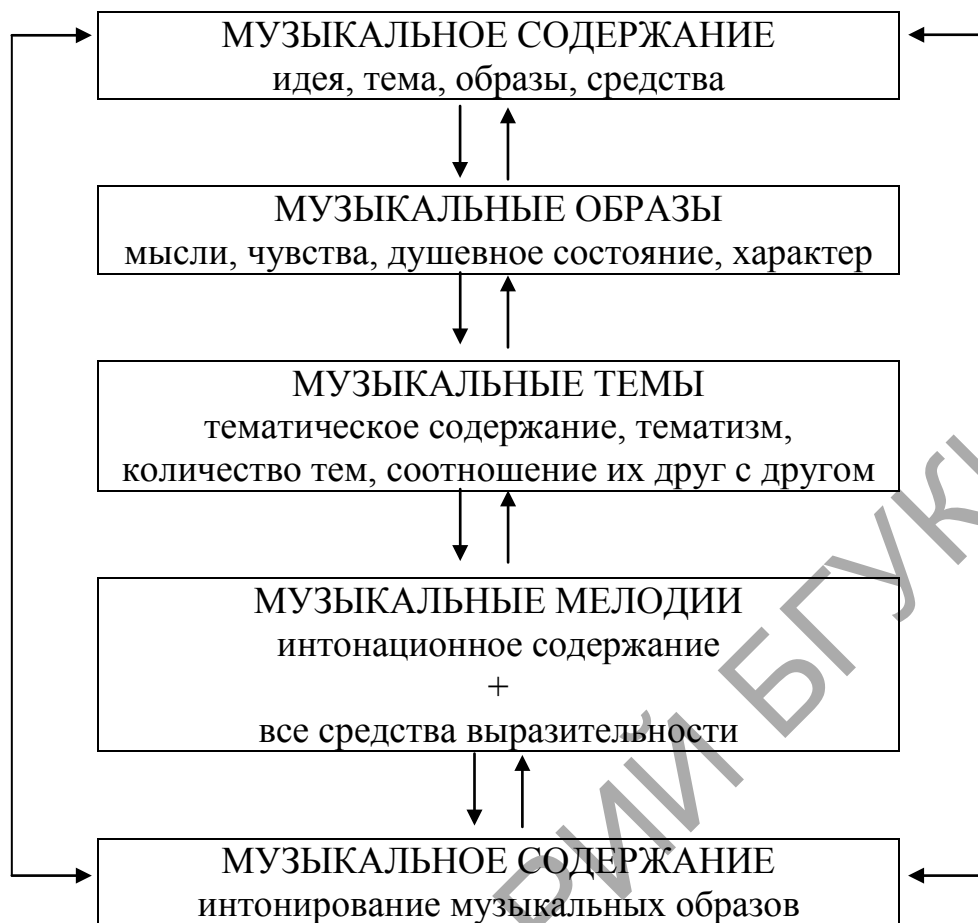 МУЗЫКАЛЬНОЕ СОДЕРЖАНИЕ
идея, тема, образы, средства
МУЗЫКАЛЬНЫЕ ОБРАЗЫ
мысли, чувства, душевное состояние, характер
МУЗЫКАЛЬНЫЕ ТЕМЫ
тематическое содержание, тематизм,
количество тем, соотношение их друг с другом
МУЗЫКАЛЬНЫЕ МЕЛОДИИ
интонационное содержание
+
все средства выразительности
МУЗЫКАЛЬНОЕ СОДЕРЖАНИЕ
интонирование музыкальных образов